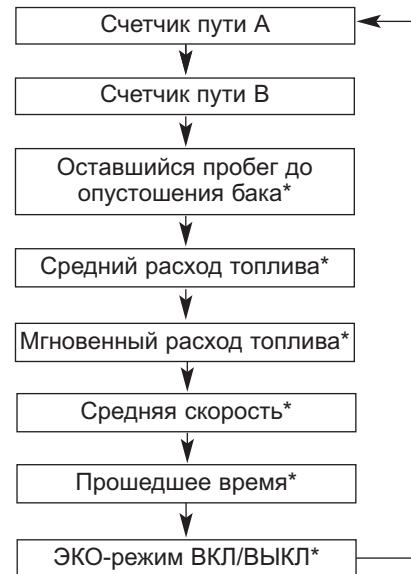 Счетчик пути A
Счетчик пути B
Оставшийся пробег до
опустошения бака*
Средний расход топлива*
Мгновенный расход топлива*
Средняя скорость*
Прошедшее время*
ЭКО-режим ВКЛ/ВЫКЛ*